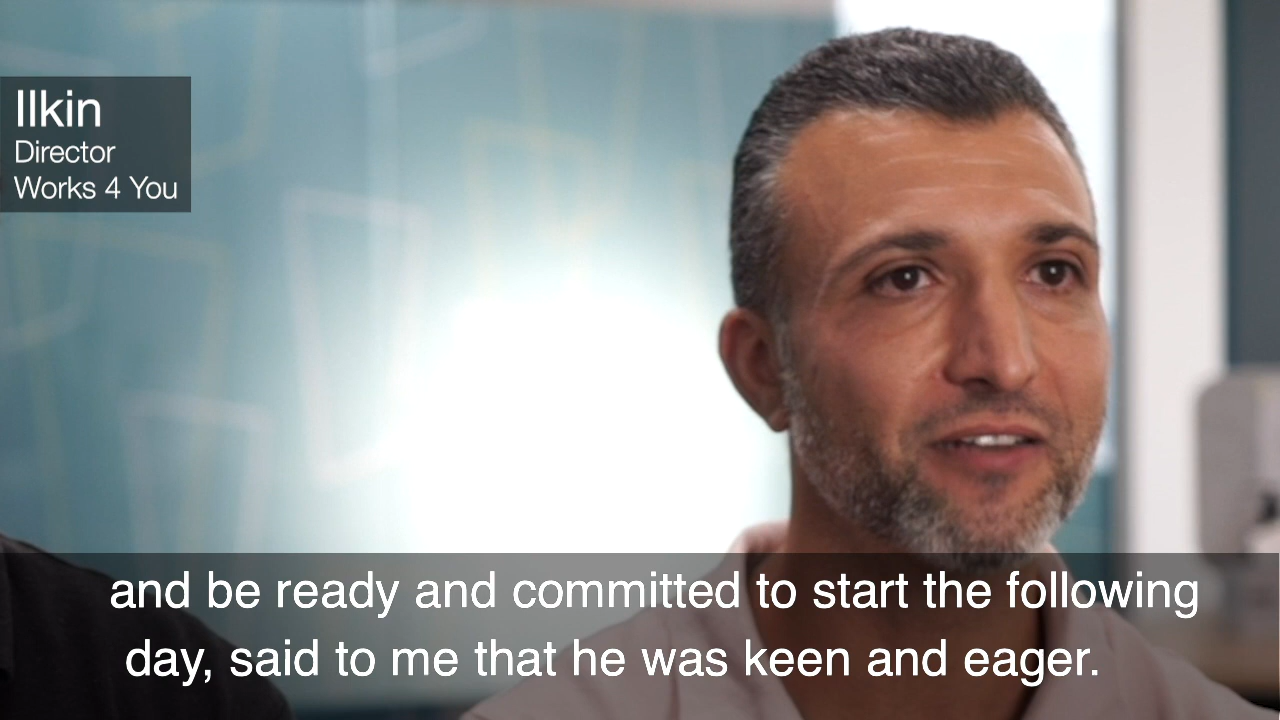 Ilkin
Director
Works 4 You
and be ready and committed to start the following
day, said to me that he was keen and eager.